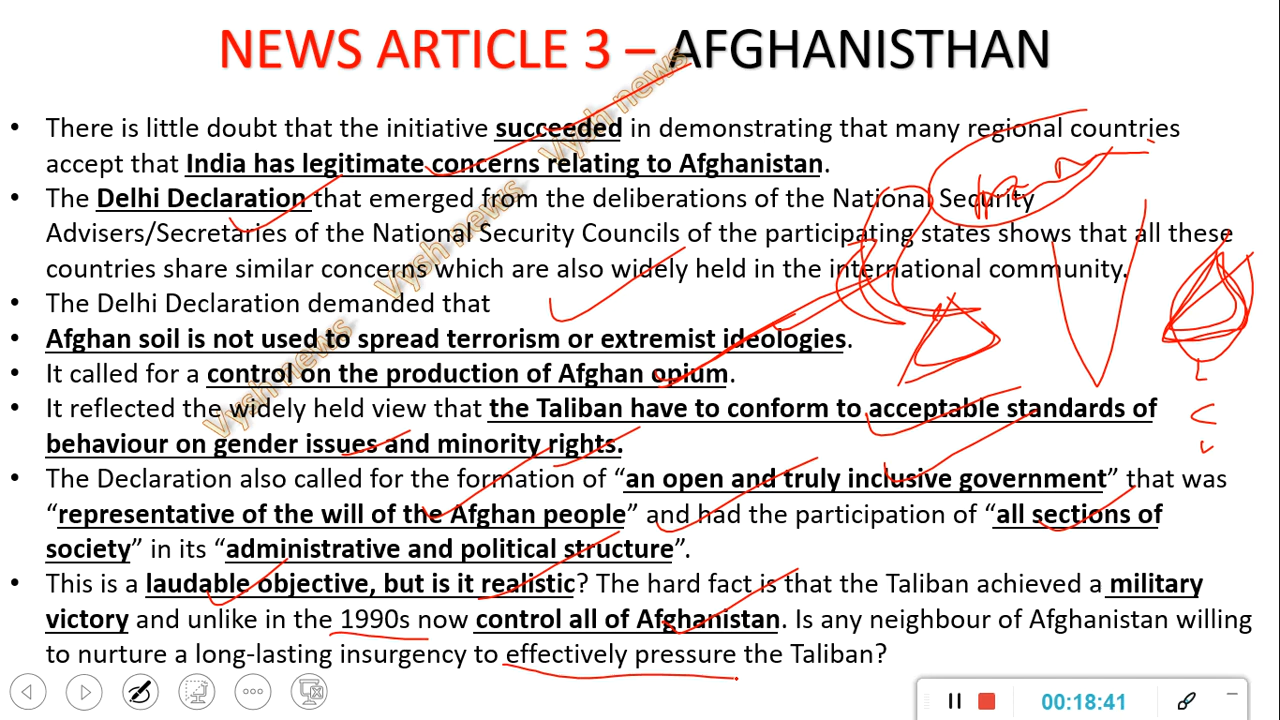 NEWS ARTICLE 3 – AFGHANISTHAN
• There is little doubt that the initiative succeeded in demonstrating that many regional countries
accept that India has legitimate concerns relating to Afghanistan.
• The Delhi Declaration that emerged from the deliberations of the National Security
Advisers/Secretaries of the National Security Councils of the participating states shows that all these
countries share similar concerns which are also widely held in the international community.
• The Delhi Declaration demanded that
• Afghan soil is not used to spread terrorism or extremist ideologies.
• It called for a control on the production of Afghan opium.
• It reflected the widely held view that the Taliban have to conform to acceptable standards of
behaviour on gender issues and minority rights.
• The Declaration also called for the formation of “an open and truly inclusive government” that was
“representative of the will of the Afghan people” and had the participation of “all sections of
society” in its “administrative and political structure”.
• This is a laudable objective, but is it realistic? The hard fact is that the Taliban achieved a military
victory and unlike in the 1990s now control all of Afghanistan. Is any neighbour of Afghanistan willing
to nurture a long-lasting insurgency to effectively pressure the Taliban?
vysh news
vysh news
vysh news
00:18:41